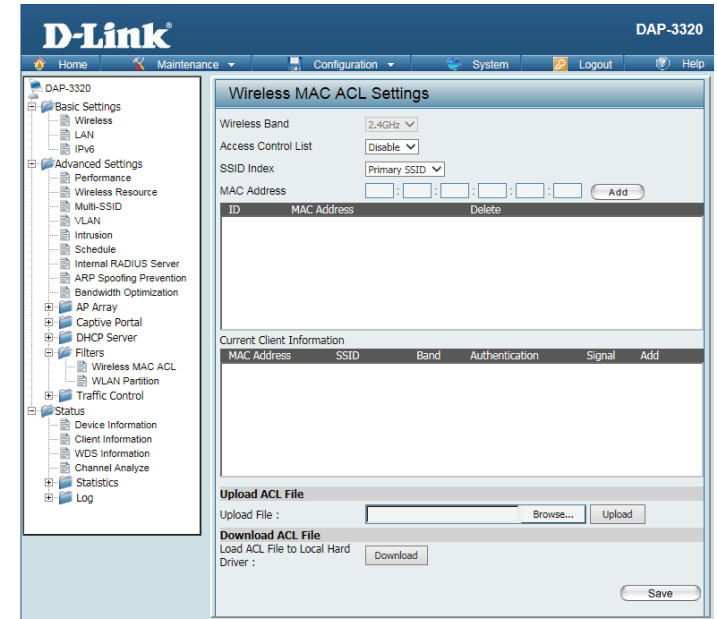 D-Link®
DAP-3320
Home Maintenance Configuration System Logout Help
DAP-3320
Basic Settings
Wireless
LAN
IPv6
Advanced Settings
Performance
Wireless Resource
Multi-SSID
VLAN
Intrusion
Schedule
Internal RADIUS Server
ARP Spoofing Prevention
Bandwidth Optimization
AP Array
Captive Portal
DHCP Server
Filters
Wireless MAC ACL
WLAN Partition
Traffic Control
Status
Device Information
Client Information
WDS Information
Channel Analyze
Statistics
Log
Wireless MAC ACL Settings
Wireless Band 2.4GHz
Access Control List Disable
SSID Index Primary SSID
MAC Address : : : : : Add
ID MAC Address Delete
Current Client Information
MAC Address SSID Band Authentication Signal Add
Upload ACL File
Upload File : Browse... Upload
Download ACL File
Load ACL File to Local Hard
Driver : Download
Save